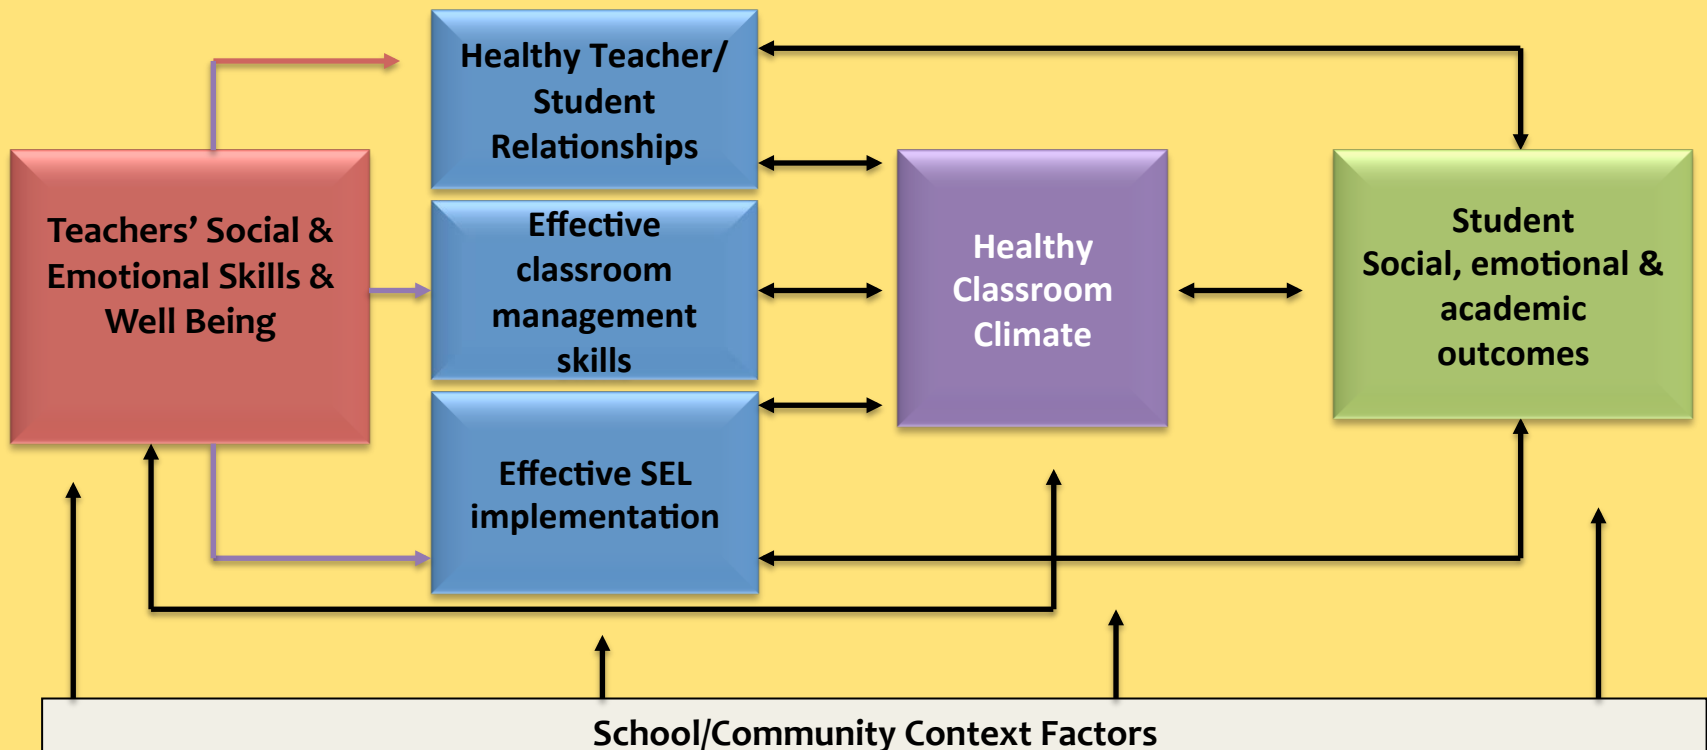 Teachers’ Social &
Emotional Skills &
Well Being
Healthy Teacher/
Student
Relationships
Effective
classroom
management
skills
Effective SEL
implementation
Healthy
Classroom
Climate
Student
Social, emotional &
academic
outcomes
School/Community Context Factors